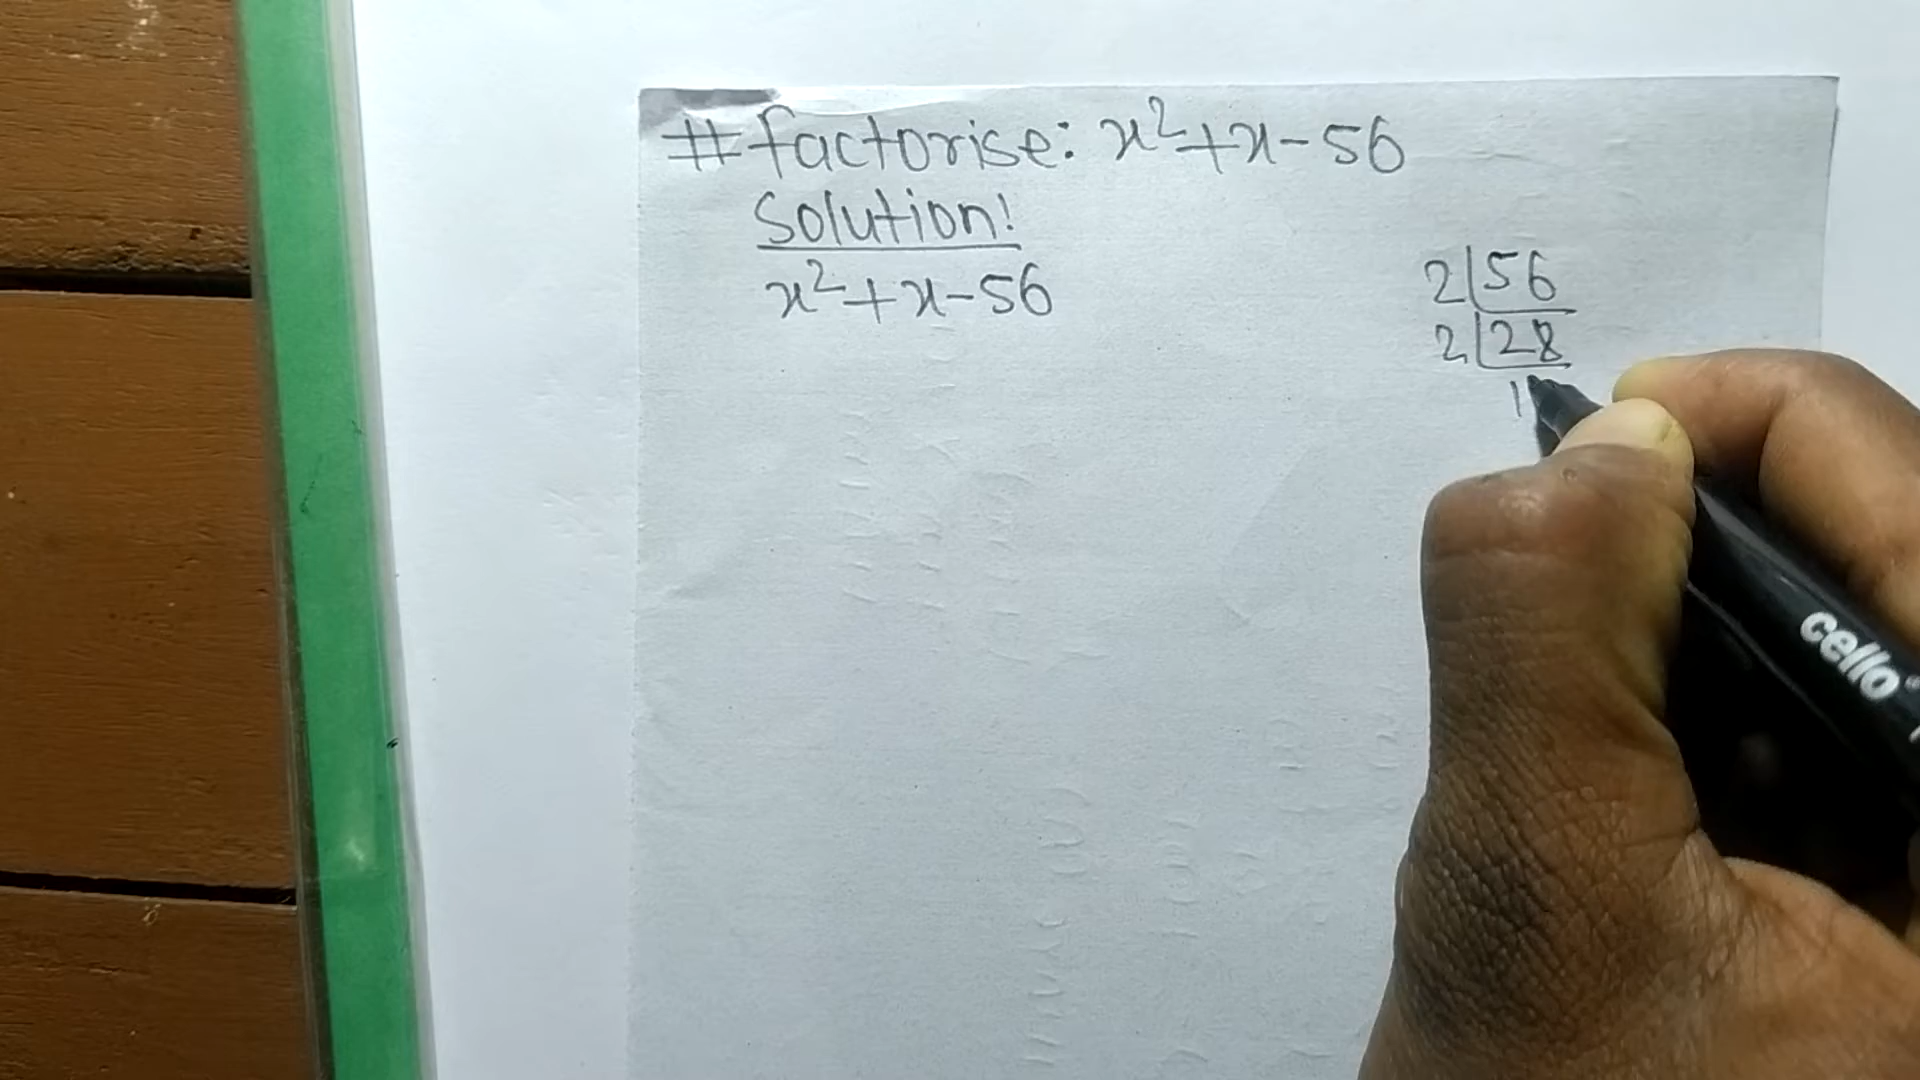 # factorise: x²+x-56
Solution!
x²+x-56
2 56
2 28
1
cello